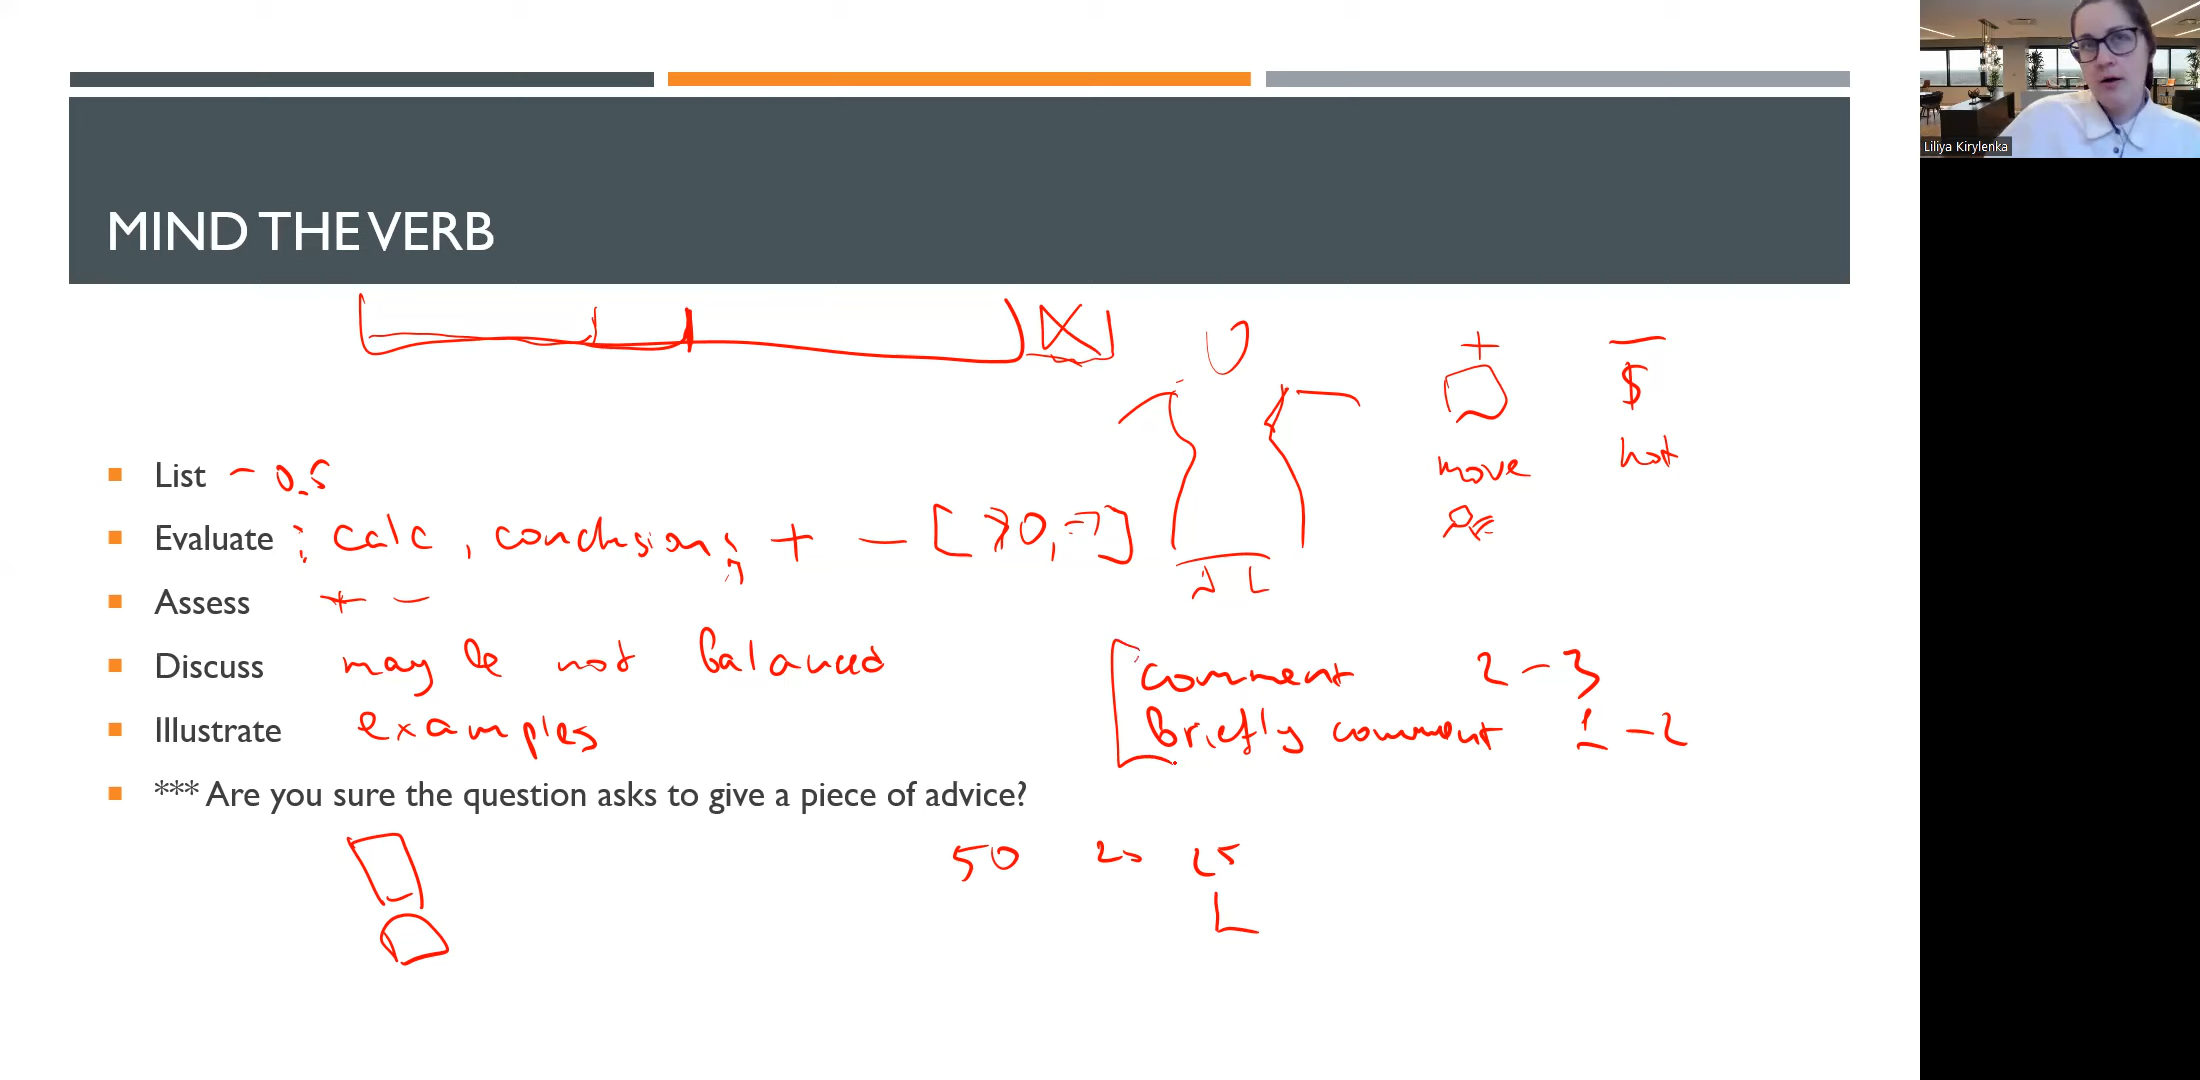 Liliya Kirylenka
MIND THE VERB
+ –
$
move hot
List – 0.5
Evaluate : calc, conclusion; + – [ >0, => ]
Assess + –
Discuss may be not balanced
comment 2 – 3
Illustrate examples
Briefly comment 1 – 2
*** Are you sure the question asks to give a piece of advice?
50 20 25
L